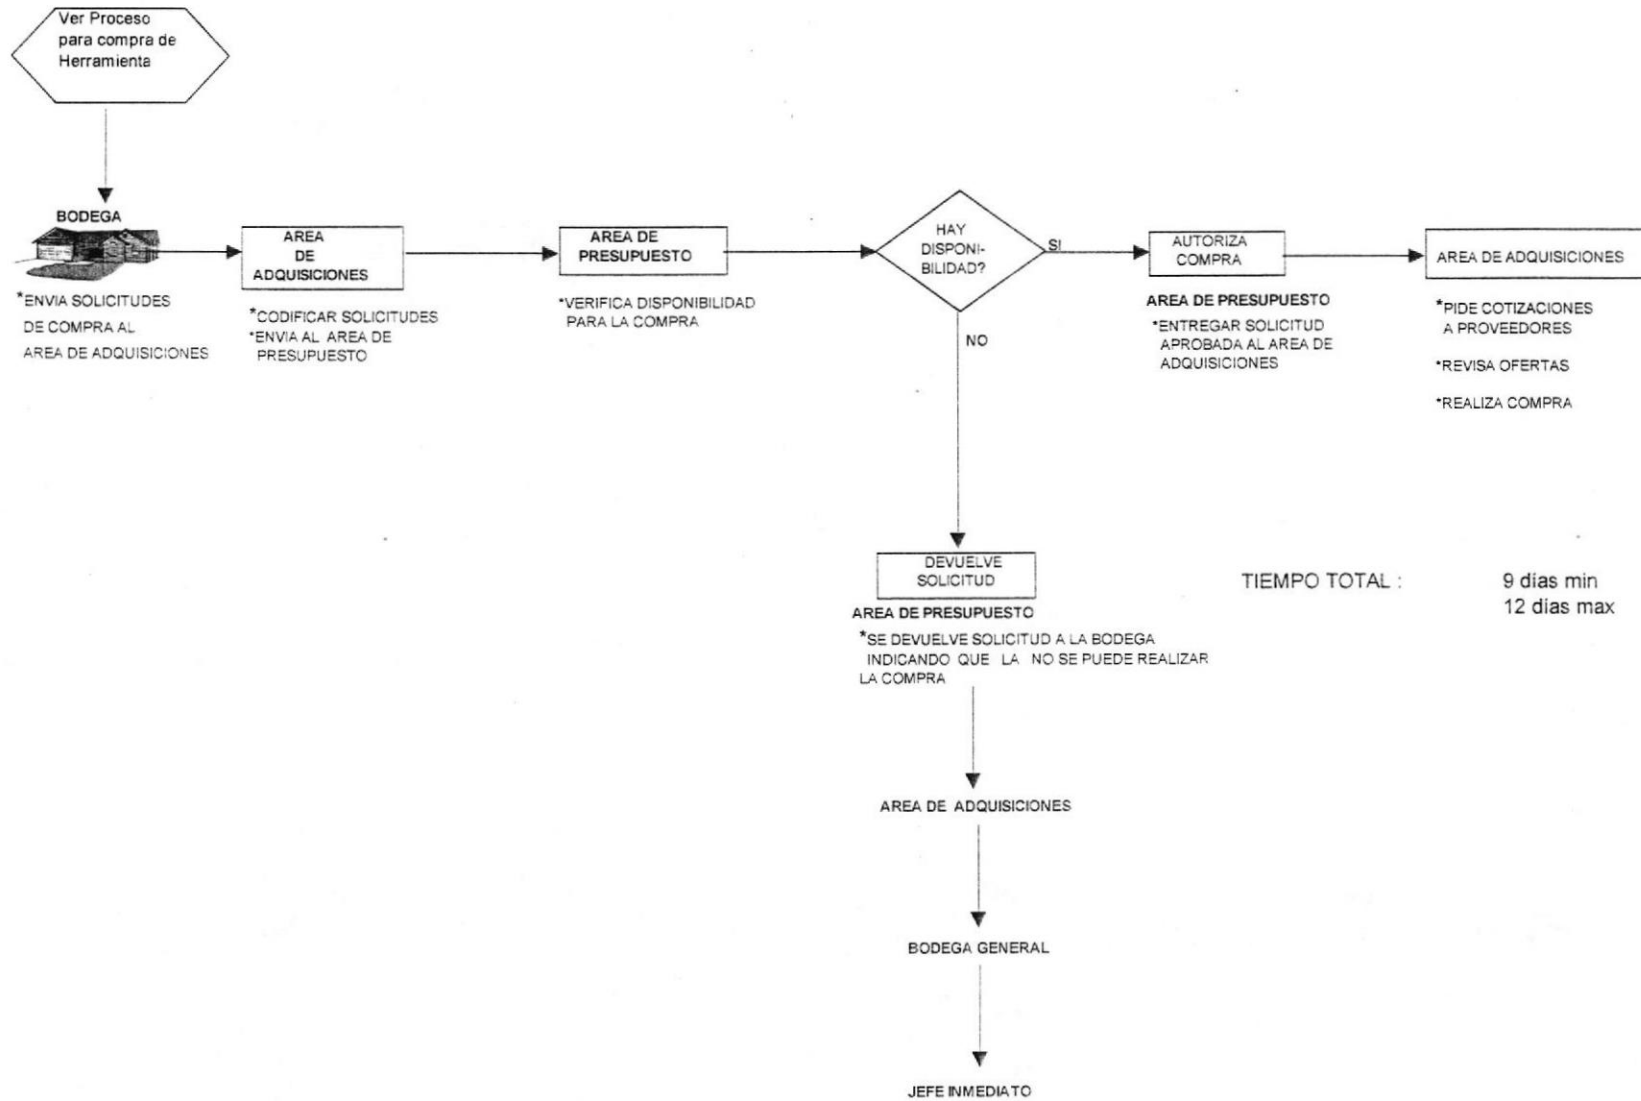 Ver Proceso
para compra de
Herramienta
BODEGA
*ENVIA SOLICITUDES
DE COMPRA AL
AREA DE ADQUISICIONES
AREA
DE
ADQUISICIONES
*CODIFICAR SOLICITUDES
*ENVIA AL AREA DE
PRESUPUESTO
AREA DE
PRESUPUESTO
*VERIFICA DISPONIBILIDAD
PARA LA COMPRA
HAY
DISPONI-
BILIDAD?
SI
NO
AUTORIZA
COMPRA
AREA DE PRESUPUESTO
*ENTREGAR SOLICITUD
APROBADA AL AREA DE
ADQUISICIONES
AREA DE ADQUISICIONES
*PIDE COTIZACIONES
A PROVEEDORES
*REVISA OFERTAS
*REALIZA COMPRA
DEVUELVE
SOLICITUD
AREA DE PRESUPUESTO
*SE DEVUELVE SOLICITUD A LA BODEGA
INDICANDO QUE LA NO SE PUEDE REALIZAR
LA COMPRA
TIEMPO TOTAL : 9 dias min
12 dias max
AREA DE ADQUISICIONES
BODEGA GENERAL
JEFE INMEDIATO